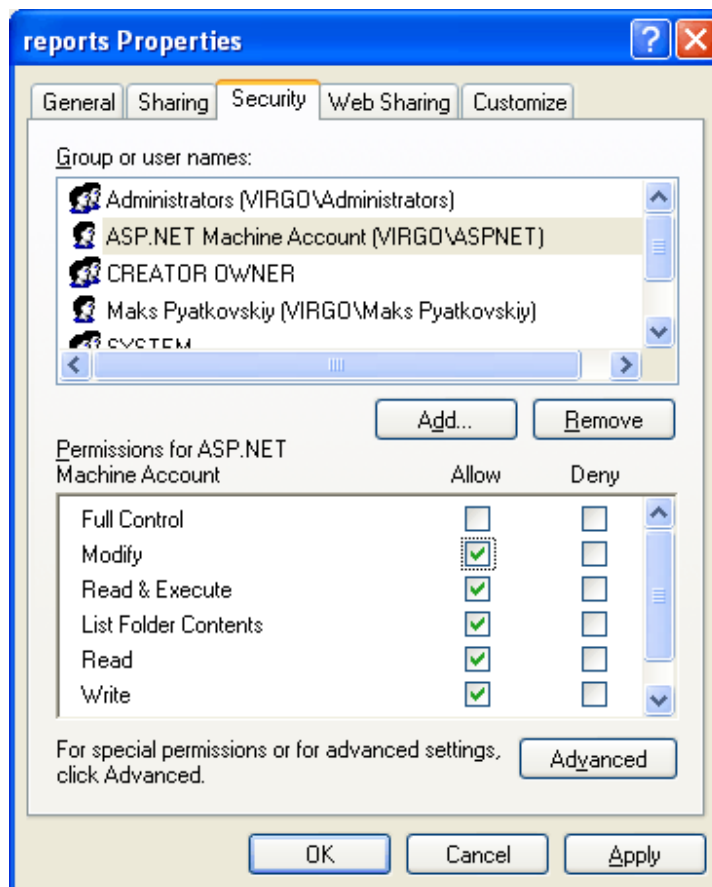 reports Properties
General Sharing Security Web Sharing Customize
Group or user names:
Administrators (VIRGO\Administrators)
ASP.NET Machine Account (VIRGO\ASPNET)
CREATOR OWNER
Maks Pyatkovskiy (VIRGO\Maks Pyatkovskiy)
SYSTEM
Add... Remove
Permissions for ASP.NET
Machine Account Allow Deny
Full Control
Modify
Read & Execute
List Folder Contents
Read
Write
For special permissions or for advanced settings,
click Advanced.
Advanced
OK Cancel Apply